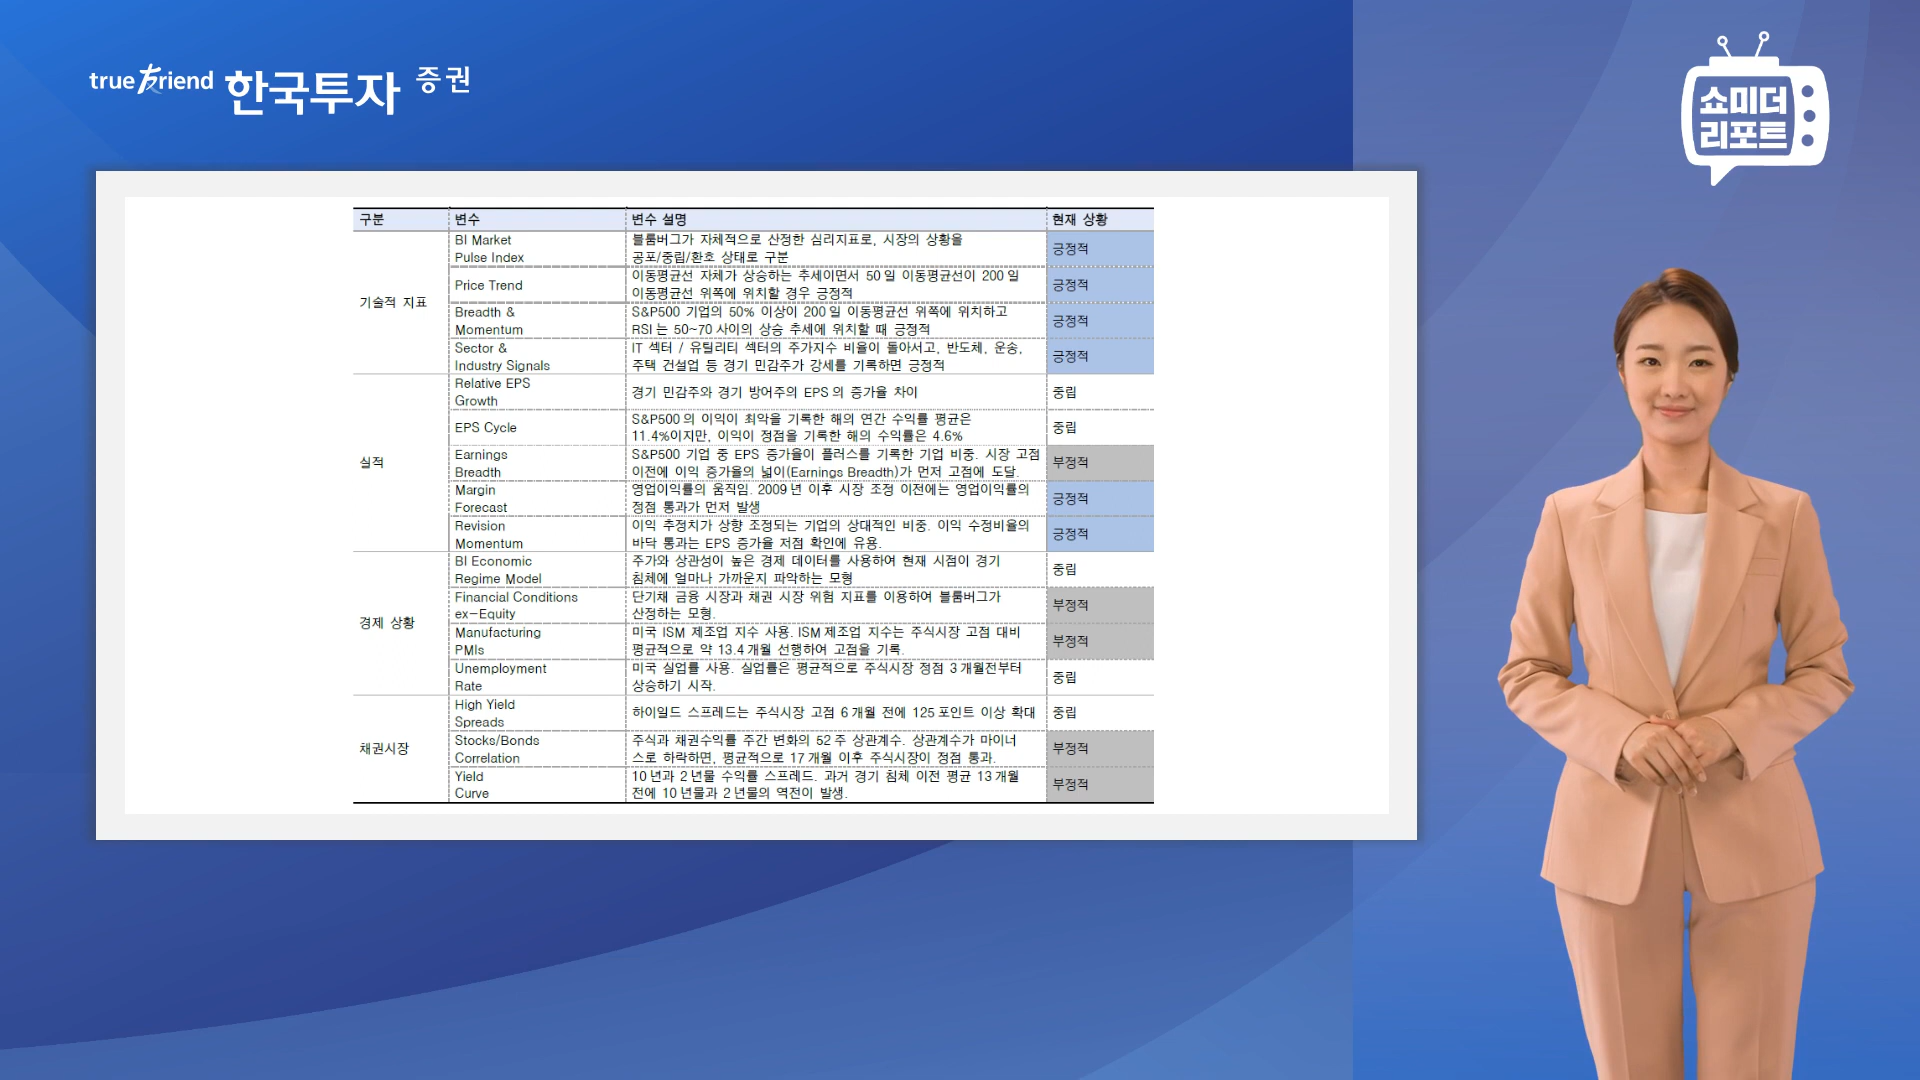 true友riend 한국투자 증권
쇼미더
리포트
구분 변수 변수 설명 현재 상황
기술적 지표
BI Market
Pulse Index
블룸버그가 자체적으로 산정한 심리지표로, 시장의 상황을
공포/중립/환호 상태로 구분
긍정적
Price Trend
이동평균선 자체가 상승하는 추세이면서 50일 이동평균선이 200일
이동평균선 위쪽에 위치할 경우 긍정적
긍정적
Breadth &
Momentum
S&P500 기업의 50% 이상이 200일 이동평균선 위쪽에 위치하고
RSI는 50~70사이의 상승 추세에 위치할 때 긍정적
긍정적
Sector &
Industry Signals
IT 섹터 / 유틸리티 섹터의 주가지수 비율이 돌아서고, 반도체, 운송,
주택 건설업 등 경기 민감주가 강세를 기록하면 긍정적
긍정적
실적
Relative EPS
Growth
경기 민감주와 경기 방어주의 EPS의 증가율 차이
중립
EPS Cycle
S&P500의 이익이 최악을 기록한 해의 연간 수익률 평균은
11.4%이지만, 이익이 정점을 기록한 해의 수익률은 4.6%
중립
Earnings
Breadth
S&P500 기업 중 EPS 증가율이 플러스를 기록한 기업 비중. 시장 고점
이전에 이익 증가율의 넓이(Earnings Breadth)가 먼저 고점에 도달.
부정적
Margin
Forecast
영업이익률의 움직임. 2009년 이후 시장 조정 이전에는 영업이익률의
정점 통과가 먼저 발생
긍정적
Revision
Momentum
이익 추정치가 상향 조정되는 기업의 상대적인 비중. 이익 수정비율의
바닥 통과는 EPS 증가율 저점 확인에 유용.
긍정적
경제 상황
BI Economic
Regime Model
주가와 상관성이 높은 경제 데이터를 사용하여 현재 시점이 경기
침체에 얼마나 가까운지 파악하는 모형
중립
Financial Conditions
ex-Equity
단기채 금융 시장과 채권 시장 위험 지표를 이용하여 블룸버그가
산정하는 모형.
부정적
Manufacturing
PMIs
미국 ISM 제조업 지수 사용. ISM제조업 지수는 주식시장 고점 대비
평균적으로 약 13.4개월 선행하여 고점을 기록.
부정적
Unemployment
Rate
미국 실업률 사용. 실업률은 평균적으로 주식시장 정점 3개월전부터
상승하기 시작.
중립
채권시장
High Yield
Spreads
하이일드 스프레드는 주식시장 고점 6개월 전에 125포인트 이상 확대
중립
Stocks/Bonds
Correlation
주식과 채권수익률 주간 변화의 52주 상관계수. 상관계수가 마이너
스로 하락하면, 평균적으로 17개월 이후 주식시장이 정점 통과.
부정적
Yield
Curve
10년과 2년물 수익률 스프레드. 과거 경기 침체 이전 평균 13개월
전에 10년물과 2년물의 역전이 발생.
부정적